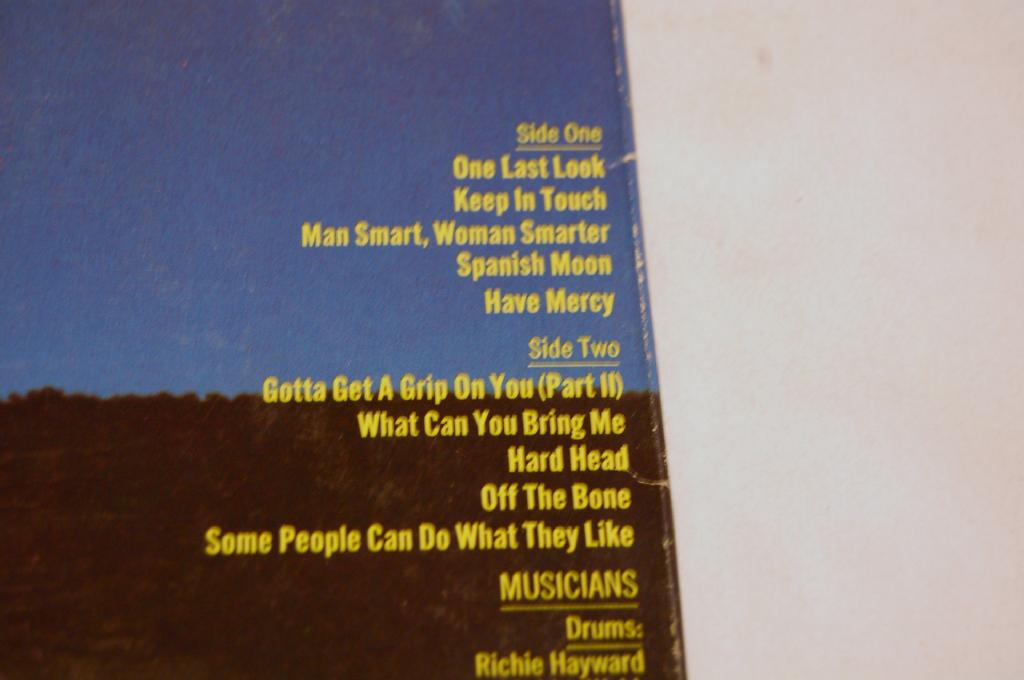 Side One
One Last Look
Keep In Touch
Man Smart, Woman Smarter
Spanish Moon
Have Mercy
Side Two
Gotta Get A Grip On You (Part II)
What Can You Bring Me
Hard Head
Off The Bone
Some People Can Do What They Like
MUSICIANS
Drums:
Richie Hayward